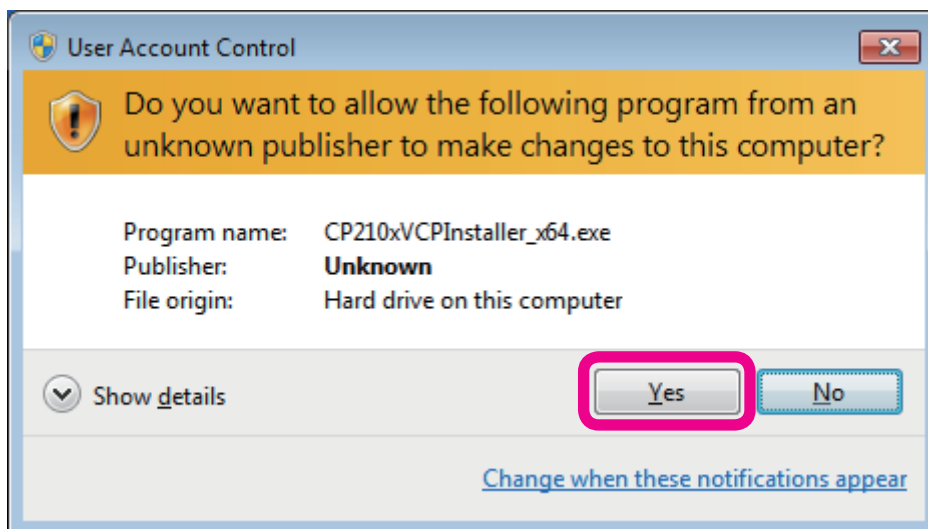 User Account Control
Do you want to allow the following program from an
unknown publisher to make changes to this computer?
Program name: CP210xVCPInstaller_x64.exe
Publisher: Unknown
File origin: Hard drive on this computer
Show details
Yes
No
Change when these notifications appear